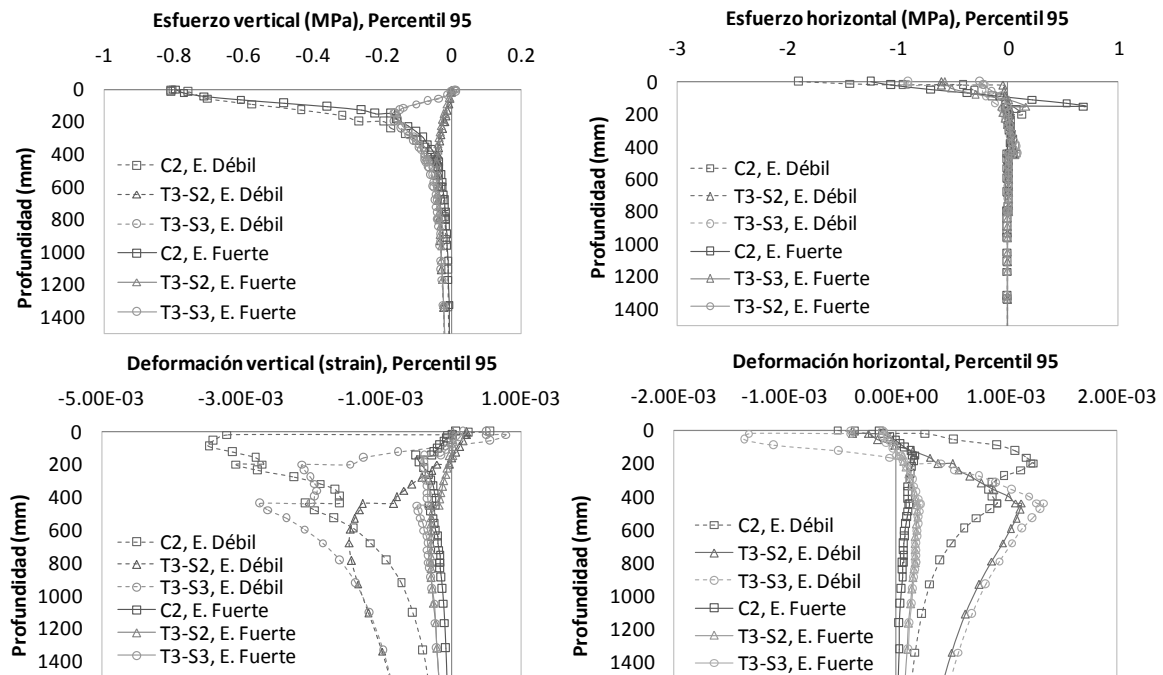 Esfuerzo vertical (MPa), Percentil 95
-1 -0.8 -0.6 -0.4 -0.2 0 0.2
Profundidad (mm)
0
200
400
600
800
1000
1200
1400
C2, E. Débil
T3-S2, E. Débil
T3-S3, E. Débil
C2, E. Fuerte
T3-S2, E. Fuerte
T3-S3, E. Fuerte
Esfuerzo horizontal (MPa), Percentil 95
-3 -2 -1 0 1
Profundidad (mm)
0
200
400
600
800
1000
1200
1400
C2, E. Débil
T3-S2, E. Débil
T3-S3, E. Débil
C2, E. Fuerte
T3-S3, E. Fuerte
T3-S2, E. Fuerte
Deformación vertical (strain), Percentil 95
-5.00E-03 -3.00E-03 -1.00E-03 1.00E-03
Profundidad (mm)
0
200
400
600
800
1000
1200
1400
C2, E. Débil
T3-S2, E. Débil
T3-S3, E. Débil
C2, E. Fuerte
T3-S2, E. Fuerte
T3-S3, E. Fuerte
Deformación horizontal, Percentil 95
-2.00E-03 0.00E+00 1.00E-03 2.00E-03
Profundidad (mm)
0
200
400
600
800
1000
1200
1400
C2, E. Débil
T3-S2, E. Débil
T3-S3, E. Débil
C2, E. Fuerte
T3-S2, E. Fuerte
T3-S3, E. Fuerte